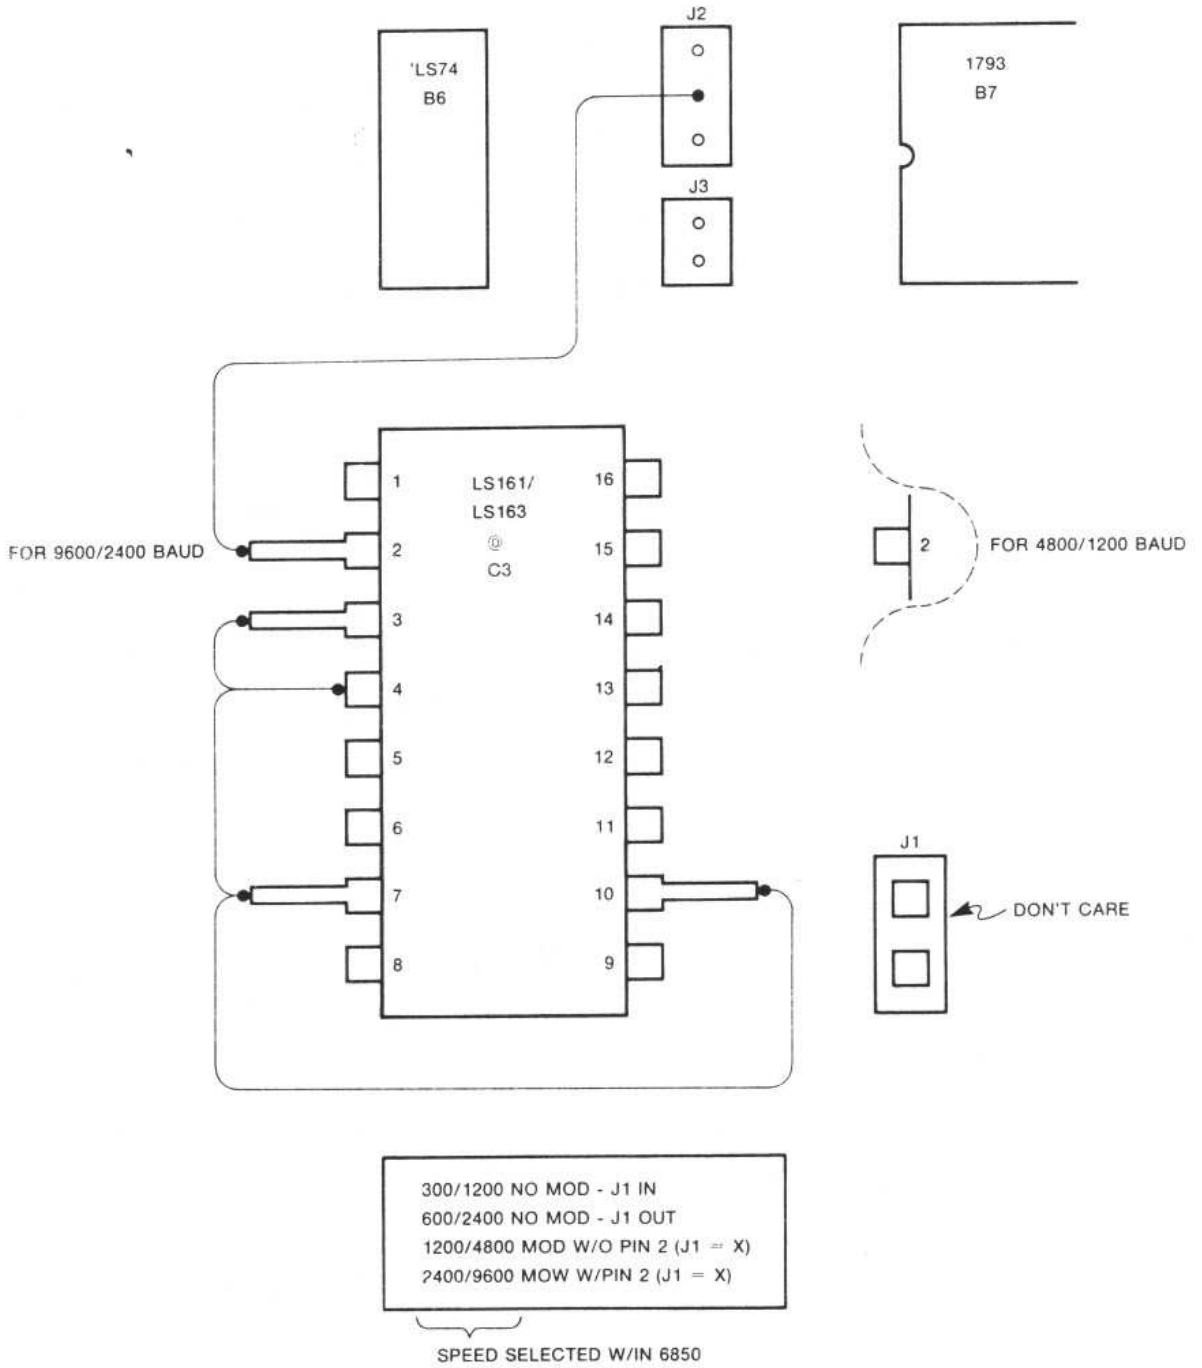 J2
'LS74
B6
1793
B7
J3
1
2
3
4
5
6
7
8
LS161/
LS163
@
C3
16
15
14
13
12
11
10
9
FOR 9600/2400 BAUD
2
FOR 4800/1200 BAUD
J1
DON'T CARE
300/1200 NO MOD - J1 IN
600/2400 NO MOD - J1 OUT
1200/4800 MOD W/O PIN 2 (J1 = X)
2400/9600 MOW W/PIN 2 (J1 = X)
SPEED SELECTED W/IN 6850